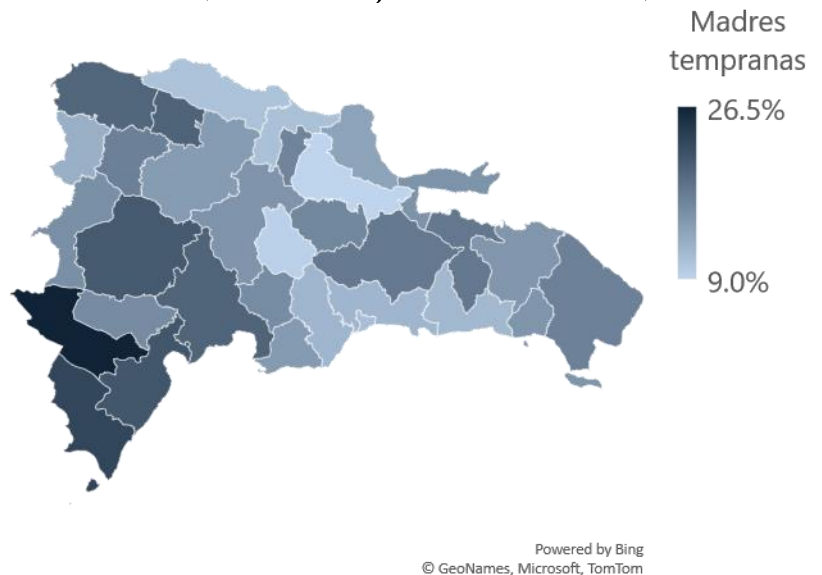 Madres
tempranas
26.5%
9.0%
Powered by Bing
© GeoNames, Microsoft, TomTom